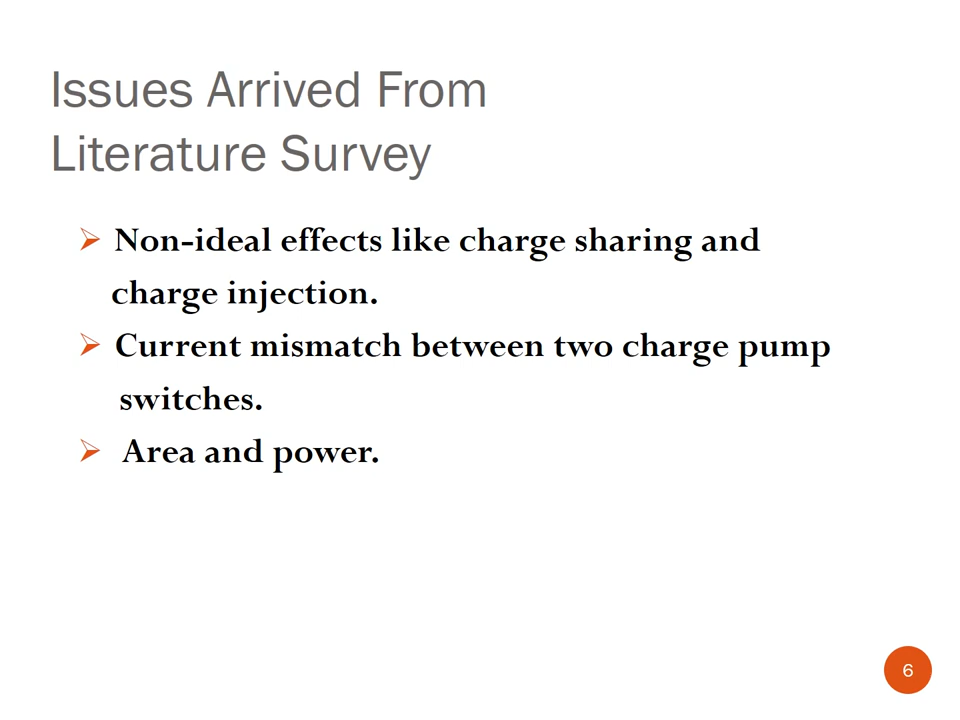 Issues Arrived From
Literature Survey
➢ Non-ideal effects like charge sharing and
charge injection.
➢ Current mismatch between two charge pump
switches.
➢ Area and power.
6